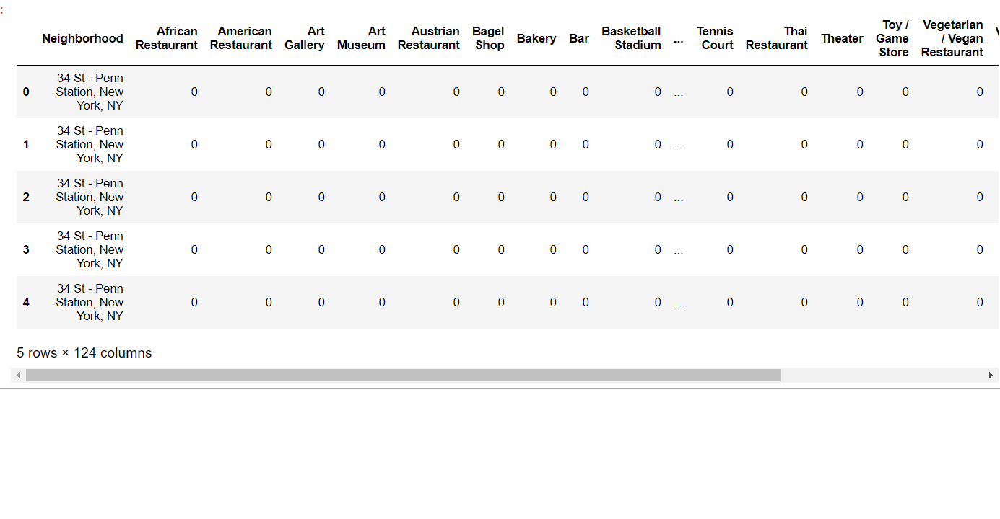 :
Neighborhood African Restaurant American Restaurant Art Gallery Art Museum Austrian Restaurant Bagel Shop Bakery Bar Basketball Stadium ... Tennis Court Thai Restaurant Theater Toy / Game Store Vegetarian / Vegan Restaurant
0 34 St - Penn Station, New York, NY 0 0 0 0 0 0 0 0 0 ... 0 0 0 0 0
1 34 St - Penn Station, New York, NY 0 0 0 0 0 0 0 0 0 ... 0 0 0 0 0
2 34 St - Penn Station, New York, NY 0 0 0 0 0 0 0 0 0 ... 0 0 0 0 0
3 34 St - Penn Station, New York, NY 0 0 0 0 0 0 0 0 0 ... 0 0 0 0 0
4 34 St - Penn Station, New York, NY 0 0 0 0 0 0 0 0 0 ... 0 0 0 0 0
5 rows × 124 columns